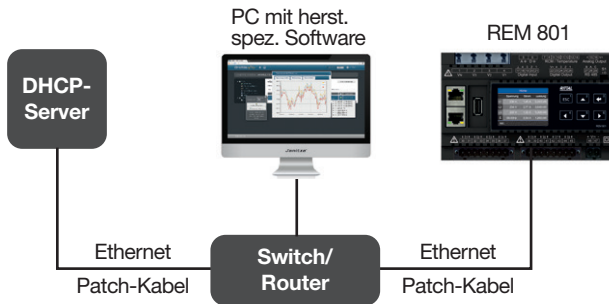 PC mit herst.
spez. Software
REM 801
DHCP-
Server
Ethernet
Patch-Kabel
Switch/
Router
Ethernet
Patch-Kabel